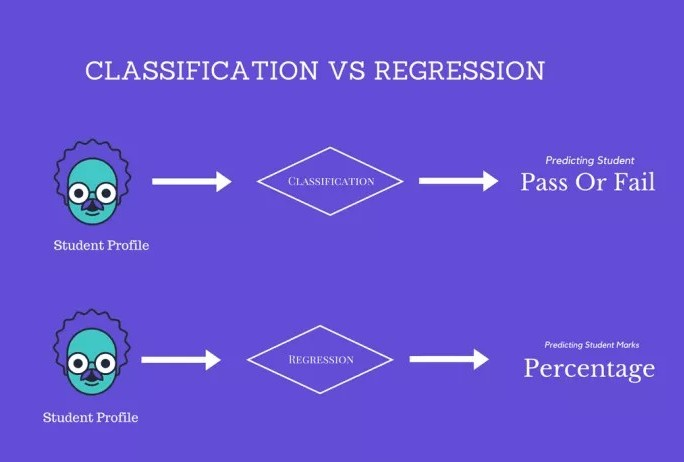 CLASSIFICATION VS REGRESSION
Predicting Student
Classification
Pass Or Fail
Student Profile
Predicting Student Marks
Regression
Percentage
Student Profile